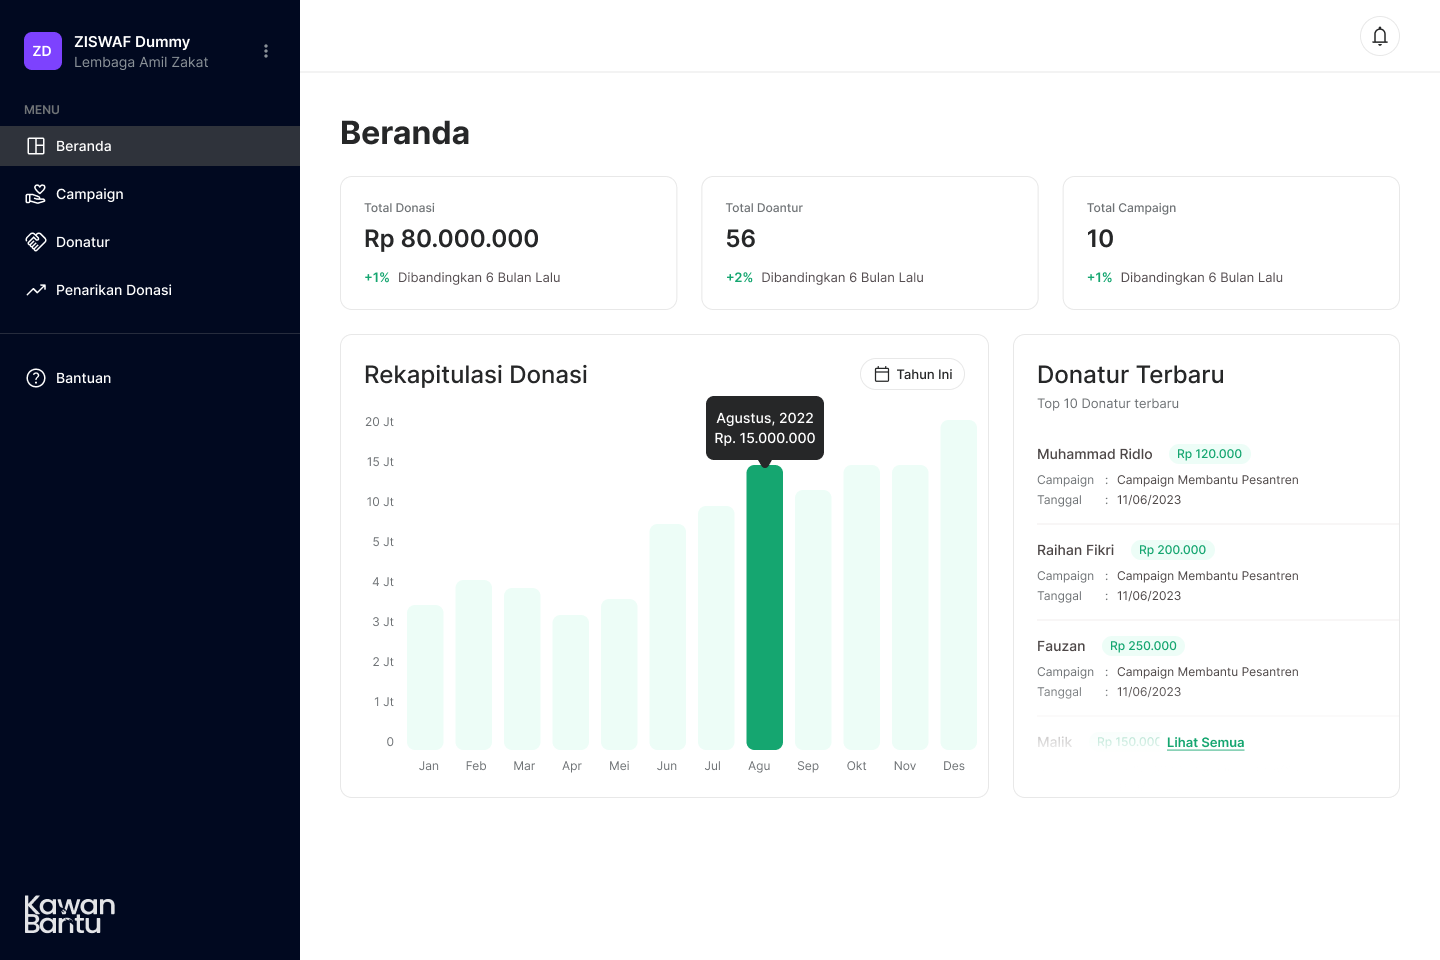 ZD
ZISWAF Dummy
Lembaga Amil Zakat
MENU
Beranda
Campaign
Donatur
Penarikan Donasi
Bantuan
Kawan
Bantu
Beranda
Total Donasi
Rp 80.000.000
+1% Dibandingkan 6 Bulan Lalu
Total Doantur
56
+2% Dibandingkan 6 Bulan Lalu
Total Campaign
10
+1% Dibandingkan 6 Bulan Lalu
Rekapitulasi Donasi
Tahun Ini
Agustus, 2022
Rp. 15.000.000
20 Jt
15 Jt
10 Jt
5 Jt
4 Jt
3 Jt
2 Jt
1 Jt
0
Jan Feb Mar Apr Mei Jun Jul Agu Sep Okt Nov Des
Donatur Terbaru
Top 10 Donatur terbaru
Muhammad Ridlo Rp 120.000
Campaign : Campaign Membantu Pesantren
Tanggal : 11/06/2023
Raihan Fikri Rp 200.000
Campaign : Campaign Membantu Pesantren
Tanggal : 11/06/2023
Fauzan Rp 250.000
Campaign : Campaign Membantu Pesantren
Tanggal : 11/06/2023
Malik Rp 150.000 Lihat Semua